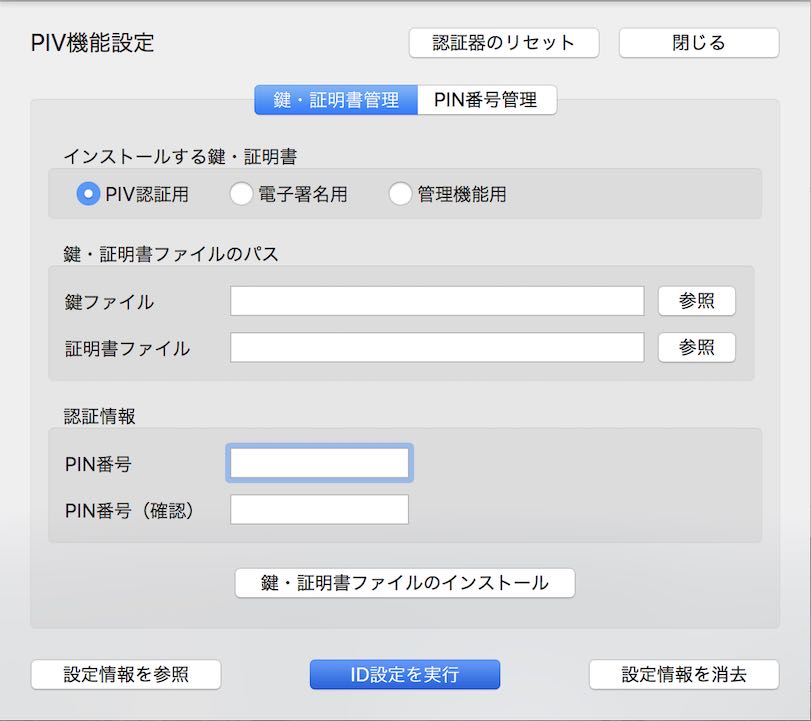 PIV機能設定
認証器のリセット
閉じる
鍵・証明書管理
PIN番号管理
インストールする鍵・証明書
PIV認証用
電子署名用
管理機能用
鍵・証明書ファイルのパス
鍵ファイル
参照
証明書ファイル
参照
認証情報
PIN番号
PIN番号（確認）
鍵・証明書ファイルのインストール
設定情報を参照
ID設定を実行
設定情報を消去